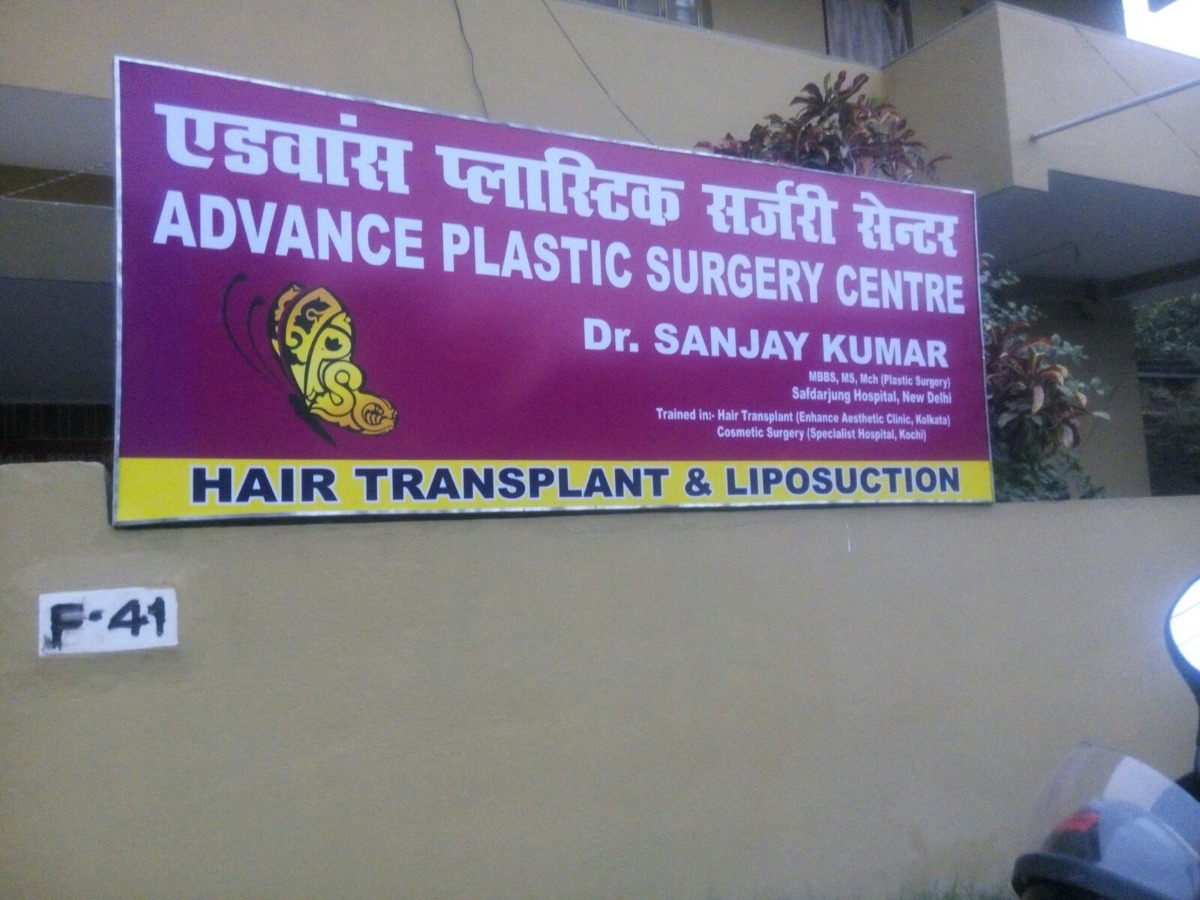 एडवांस प्लास्टिक सर्जरी सेन्टर
ADVANCE PLASTIC SURGERY CENTRE
Dr. SANJAY KUMAR
MBBS, MS, Mch (Plastic Surgery)
Safdarjung Hospital, New Delhi
Trained in:- Hair Transplant (Enhance Aesthetic Clinic, Kelkata)
Cosmetic Surgery (Specialist Hospital, Kochi)
HAIR TRANSPLANT & LIPOSUCTION
F-41